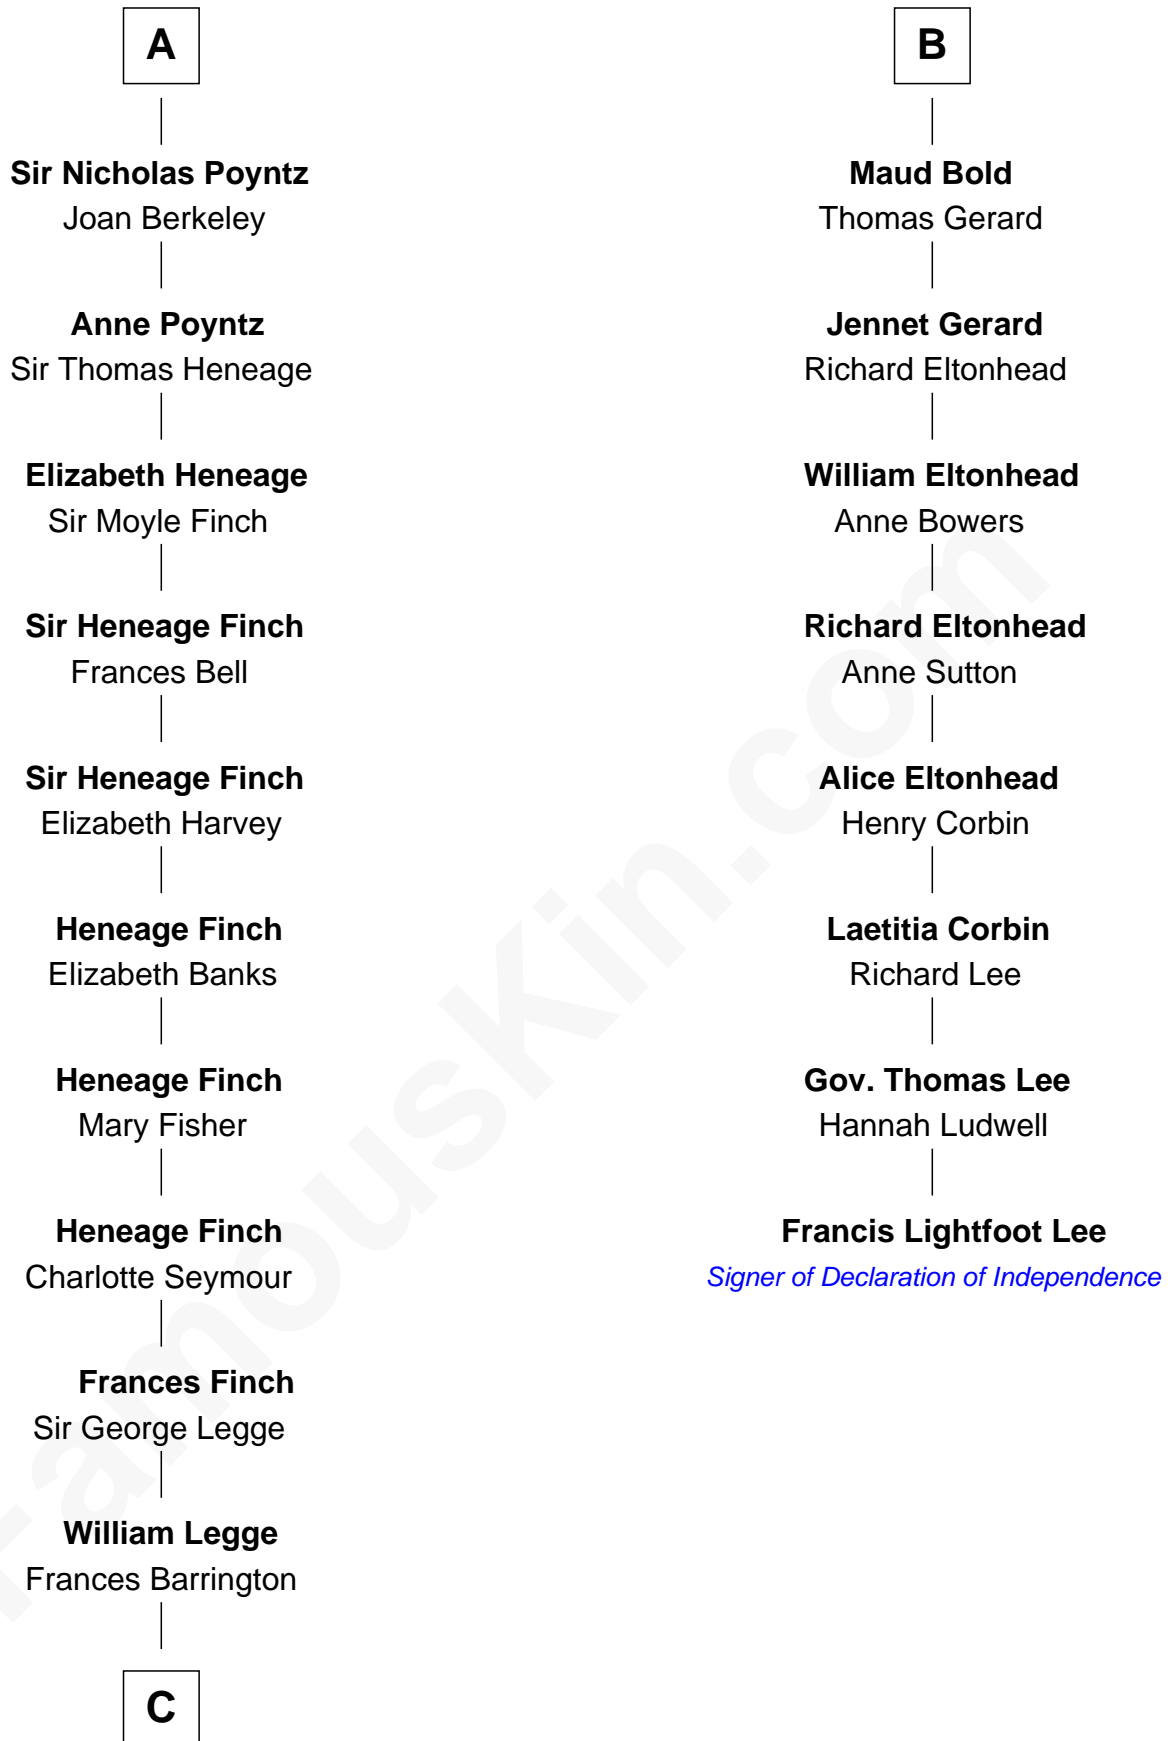 A
Sir Nicholas Poyntz
Joan Berkeley
Anne Poyntz
Sir Thomas Heneage
Elizabeth Heneage
Sir Moyle Finch
Sir Heneage Finch
Frances Bell
Sir Heneage Finch
Elizabeth Harvey
Heneage Finch
Elizabeth Banks
Heneage Finch
Mary Fisher
Heneage Finch
Charlotte Seymour
Frances Finch
Sir George Legge
William Legge
Frances Barrington
C
B
Maud Bold
Thomas Gerard
Jennet Gerard
Richard Eltonhead
William Eltonhead
Anne Bowers
Richard Eltonhead
Anne Sutton
Alice Eltonhead
Henry Corbin
Laetitia Corbin
Richard Lee
Gov. Thomas Lee
Hannah Ludwell
Francis Lightfoot Lee
Signer of Declaration of Independence
FamousKin.com